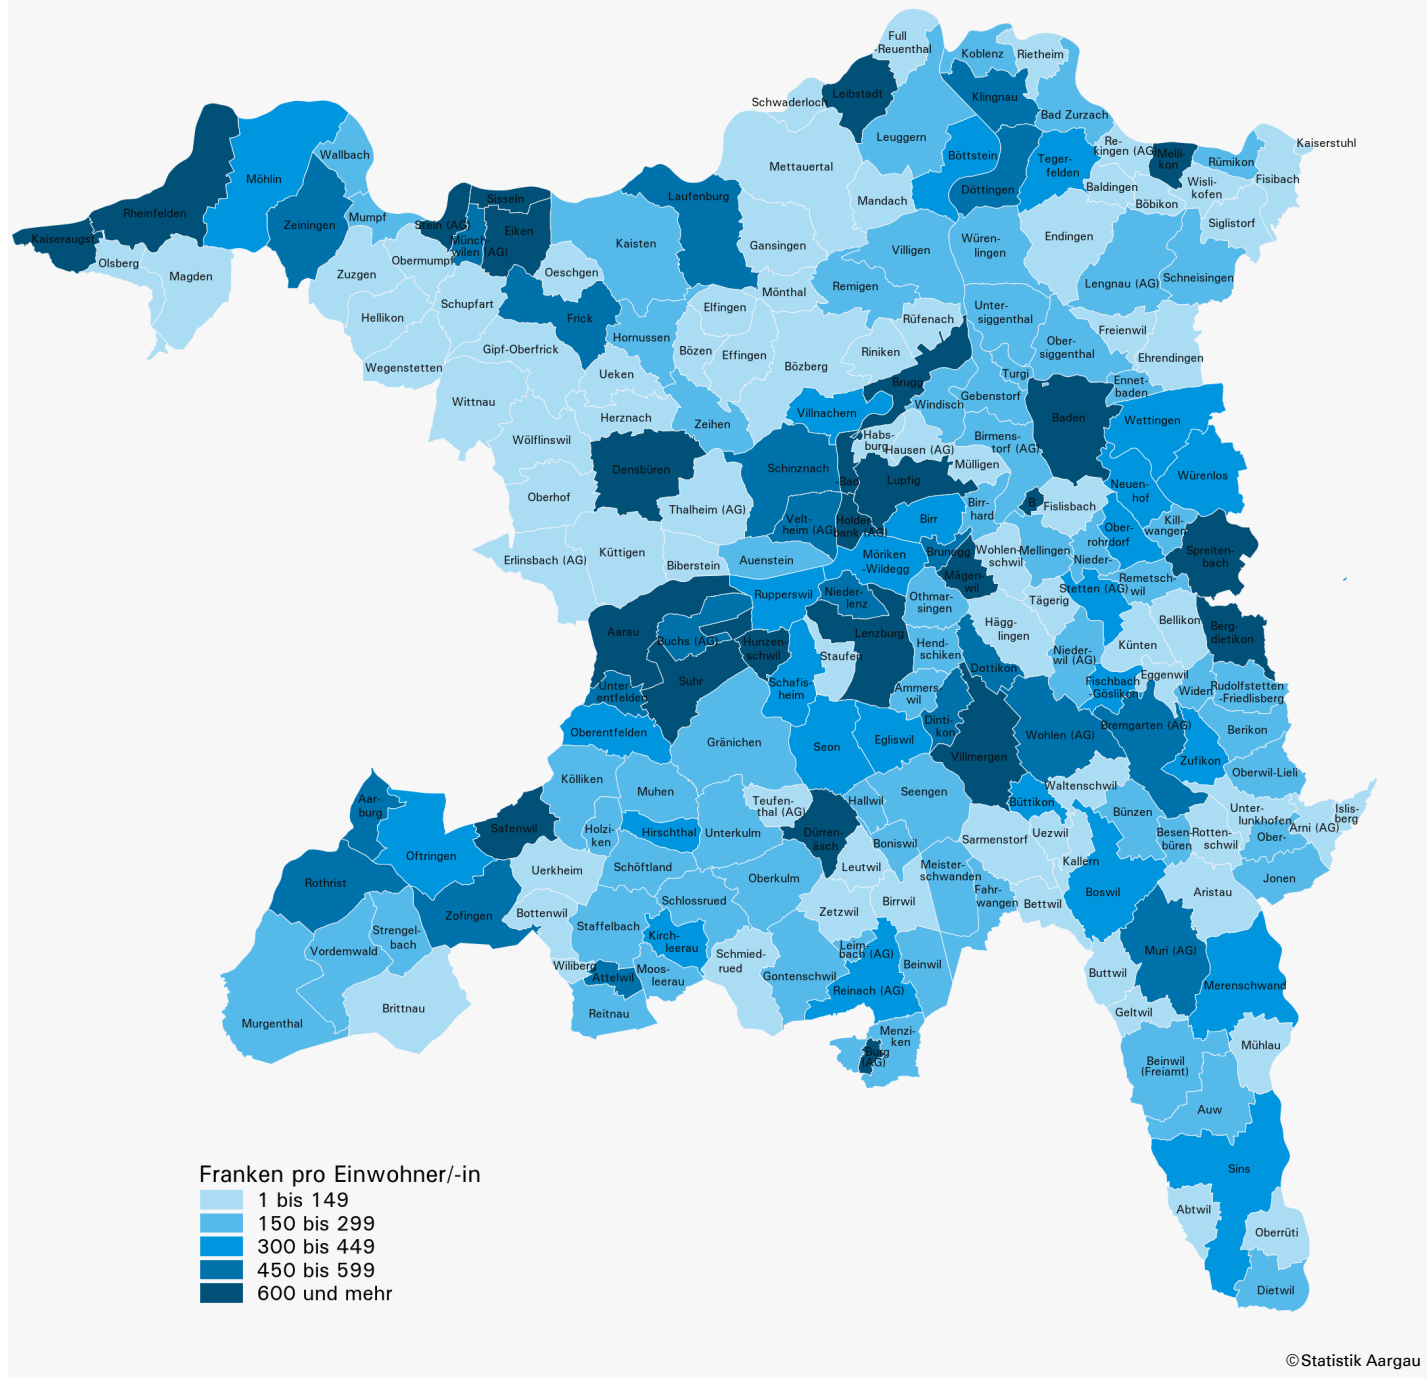 Full
-Reuenthal
Koblenz
Rietheim
Schwaderloch
Leibstadt
Klingnau
Bad Zurzach
Leuggern
Kaiserstuhl
Re-
kingen (AG)
Melli-
kon
Rümikon
Wallbach
Böttstein
Teger-
felden
Mettauertal
Möhlin
Fisibach
Wisli-
kofen
Baldingen
Böbikon
Döttingen
Laufenburg
Mandach
Sisseln
Rheinfelden
Mumpf
Zeiningen
Stein (AG)
Siglistorf
Eiken
Münch-
wilen (AG)
Kaiseraugst
Kaisten
Gansingen
Villigen
Würen-
lingen
Endingen
Olsberg
Magden
Obermumpf
Zuzgen
Oeschgen
Mönthal
Remigen
Lengnau (AG)
Schneisingen
Schupfart
Elfingen
Hellikon
Frick
Rüfenach
Unter-
siggenthal
Freienwil
Hornussen
Gipf-Oberfrick
Bözen
Effingen
Riniken
Ober-
siggenthal
Ehrendingen
Wegenstetten
Ueken
Bözberg
Turgi
Brugg
Ennet-
baden
Gebenstorf
Wittnau
Windisch
Villnachern
Herznach
Zeihen
Baden
Wettingen
Wölflinswil
Habs-
burg
Hausen (AG)
Birmens-
torf (AG)
Densbüren
Schinznach
-Bad
Lupfig
Mülligen
Würenlos
Neuen-
hof
Oberhof
Thalheim (AG)
Velt-
heim (AG)
Holder-
bank (AG)
Birr
Birr-
hard
B.
Fislisbach
Ober-
rohrdorf
Kill-
wangen
Spreiten-
bach
Erlinsbach (AG)
Küttigen
Biberstein
Auenstein
Möriken
-Wildegg
Brunegg
Mägen-
wil
Wohlen-
schwil
Mellingen
Nieder-
Stetten (AG)
Remetsch-
wil
Rupperswil
Nieder-
lenz
Othmar-
singen
Tägerig
Hägg-
lingen
Bellikon
Berg-
dietikon
Aarau
Buchs (AG)
Hunzen-
schwil
Staufen
Lenzburg
Hend-
schiken
Nieder-
wil (AG)
Künten
Dottikon
Suhr
Schafis-
heim
Unter-
entfelden
Ammers-
wil
Fischbach
-Göslikon
Eggenwil
Widen
Rudolfstetten
-Friedlisberg
Oberentfelden
Gränichen
Seon
Egliswil
Dinti-
kon
Villmergen
Wohlen (AG)
Bremgarten (AG)
Berikon
Zufikon
Kölliken
Muhen
Teufen-
thal (AG)
Hallwil
Seengen
Büttikon
Waltenschwil
Oberwil-Lieli
Aar-
burg
Safenwil
Holzi-
ken
Hirschthal
Unterkulm
Dürren-
äsch
Boniswil
Sarmenstorf
Uezwil
Bünzen
Besen-
büren
Rotten-
schwil
Unter-
lunkhofen
Ober-
Arni (AG)
Islis-
berg
Oftringen
Uerkheim
Schöftland
Leutwil
Meister-
schwanden
Kallern
Rothrist
Oberkulm
Fahr-
wangen
Bettwil
Boswil
Aristau
Jonen
Zofingen
Bottenwil
Staffelbach
Schlossrued
Zetzwil
Birrwil
Strengel-
bach
Kirch-
leerau
Vordemwald
Leim-
bach (AG)
Muri (AG)
Wiliberg
Attelwil
Moos-
leerau
Schmied-
rued
Gontenschwil
Beinwil
Buttwil
Reinach (AG)
Merenschwand
Brittnau
Reitnau
Geltwil
Murgenthal
Menzi-
ken
Burg
(AG)
Mühlau
Beinwil
(Freiamt)
Auw
Sins
Abtwil
Oberrüti
Dietwil
Franken pro Einwohner/-in
1 bis 149
150 bis 299
300 bis 449
450 bis 599
600 und mehr
©Statistik Aargau